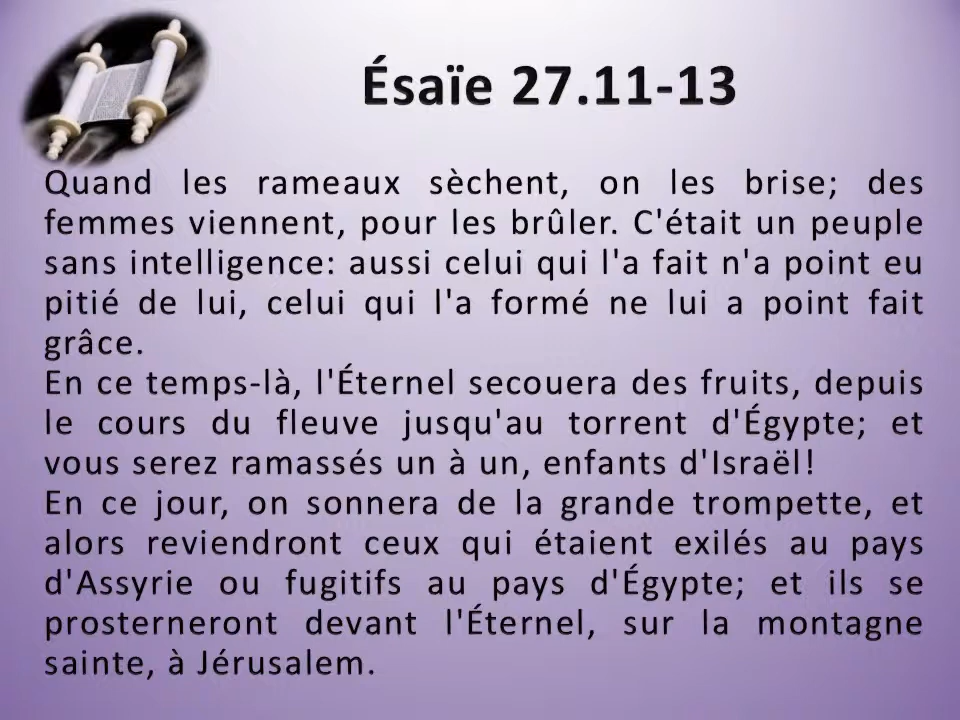 Ésaïe 27.11-13
Quand les rameaux sèchent, on les brise; des
femmes viennent, pour les brûler. C'était un peuple
sans intelligence: aussi celui qui l'a fait n'a point eu
pitié de lui, celui qui l'a formé ne lui a point fait
grâce.
En ce temps-là, l'Éternel secouera des fruits, depuis
le cours du fleuve jusqu'au torrent d'Égypte; et
vous serez ramassés un à un, enfants d'Israël!
En ce jour, on sonnera de la grande trompette, et
alors reviendront ceux qui étaient exilés au pays
d'Assyrie ou fugitifs au pays d'Égypte; et ils se
prosterneront devant l'Éternel, sur la montagne
sainte, à Jérusalem.